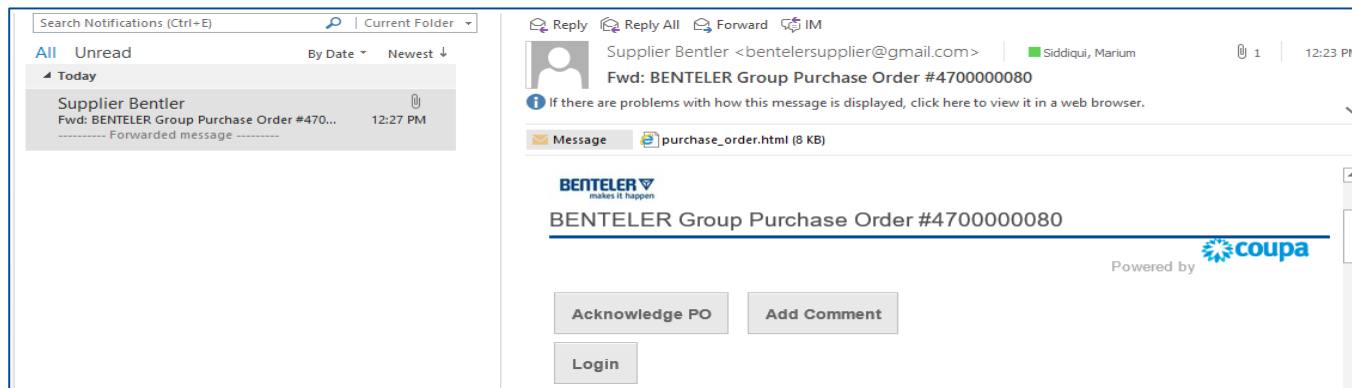 Search Notifications (Ctrl+E) Current Folder
All Unread By Date Newest ↓
Today
Supplier Bentler
Fwd: BENTELER Group Purchase Order #470... 12:27 PM
---------- Forwarded message ---------
Reply Reply All Forward IM
Supplier Bentler <bentelersupplier@gmail.com> Siddiqui, Marium 1 12:23 PM
Fwd: BENTELER Group Purchase Order #4700000080
If there are problems with how this message is displayed, click here to view it in a web browser.
Message purchase_order.html (8 KB)
BENTELER
makes it happen
BENTELER Group Purchase Order #4700000080
Powered by coupa
Acknowledge PO Add Comment
Login